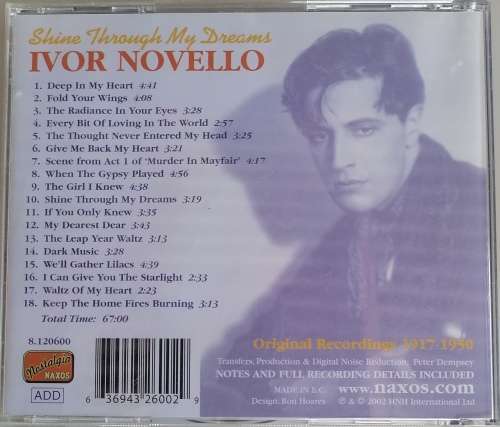 Shine Through My Dreams
IVOR NOVELLO
1. Deep In My Heart 4:41
2. Fold Your Wings 4:08
3. The Radiance In Your Eyes 3:28
4. Every Bit Of Loving In The World 2:57
5. The Thought Never Entered My Head 3:25
6. Give Me Back My Heart 3:21
7. Scene from Act 1 of ‘Murder In Mayfair’ 4:17
8. When The Gypsy Played 4:56
9. The Girl I Knew 4:38
10. Shine Through My Dreams 3:19
11. If You Only Knew 3:35
12. My Dearest Dear 3:43
13. The Leap Year Waltz 3:13
14. Dark Music 3:28
15. We'll Gather Lilacs 4:39
16. I Can Give You The Starlight 2:33
17. Waltz Of My Heart 2:23
18. Keep The Home Fires Burning 3:13
Total Time: 67:00
8.120600
Nostalgia
NAXOS
ADD
6 36943 26002 9
Original Recordings 1917-1950
Transfers, Production & Digital Noise Reduction: Peter Dempsey
NOTES AND FULL RECORDING DETAILS INCLUDED
MADE IN E.C. www.naxos.com
Design: Ron Hoares ℗ & © 2002 HNH International Ltd